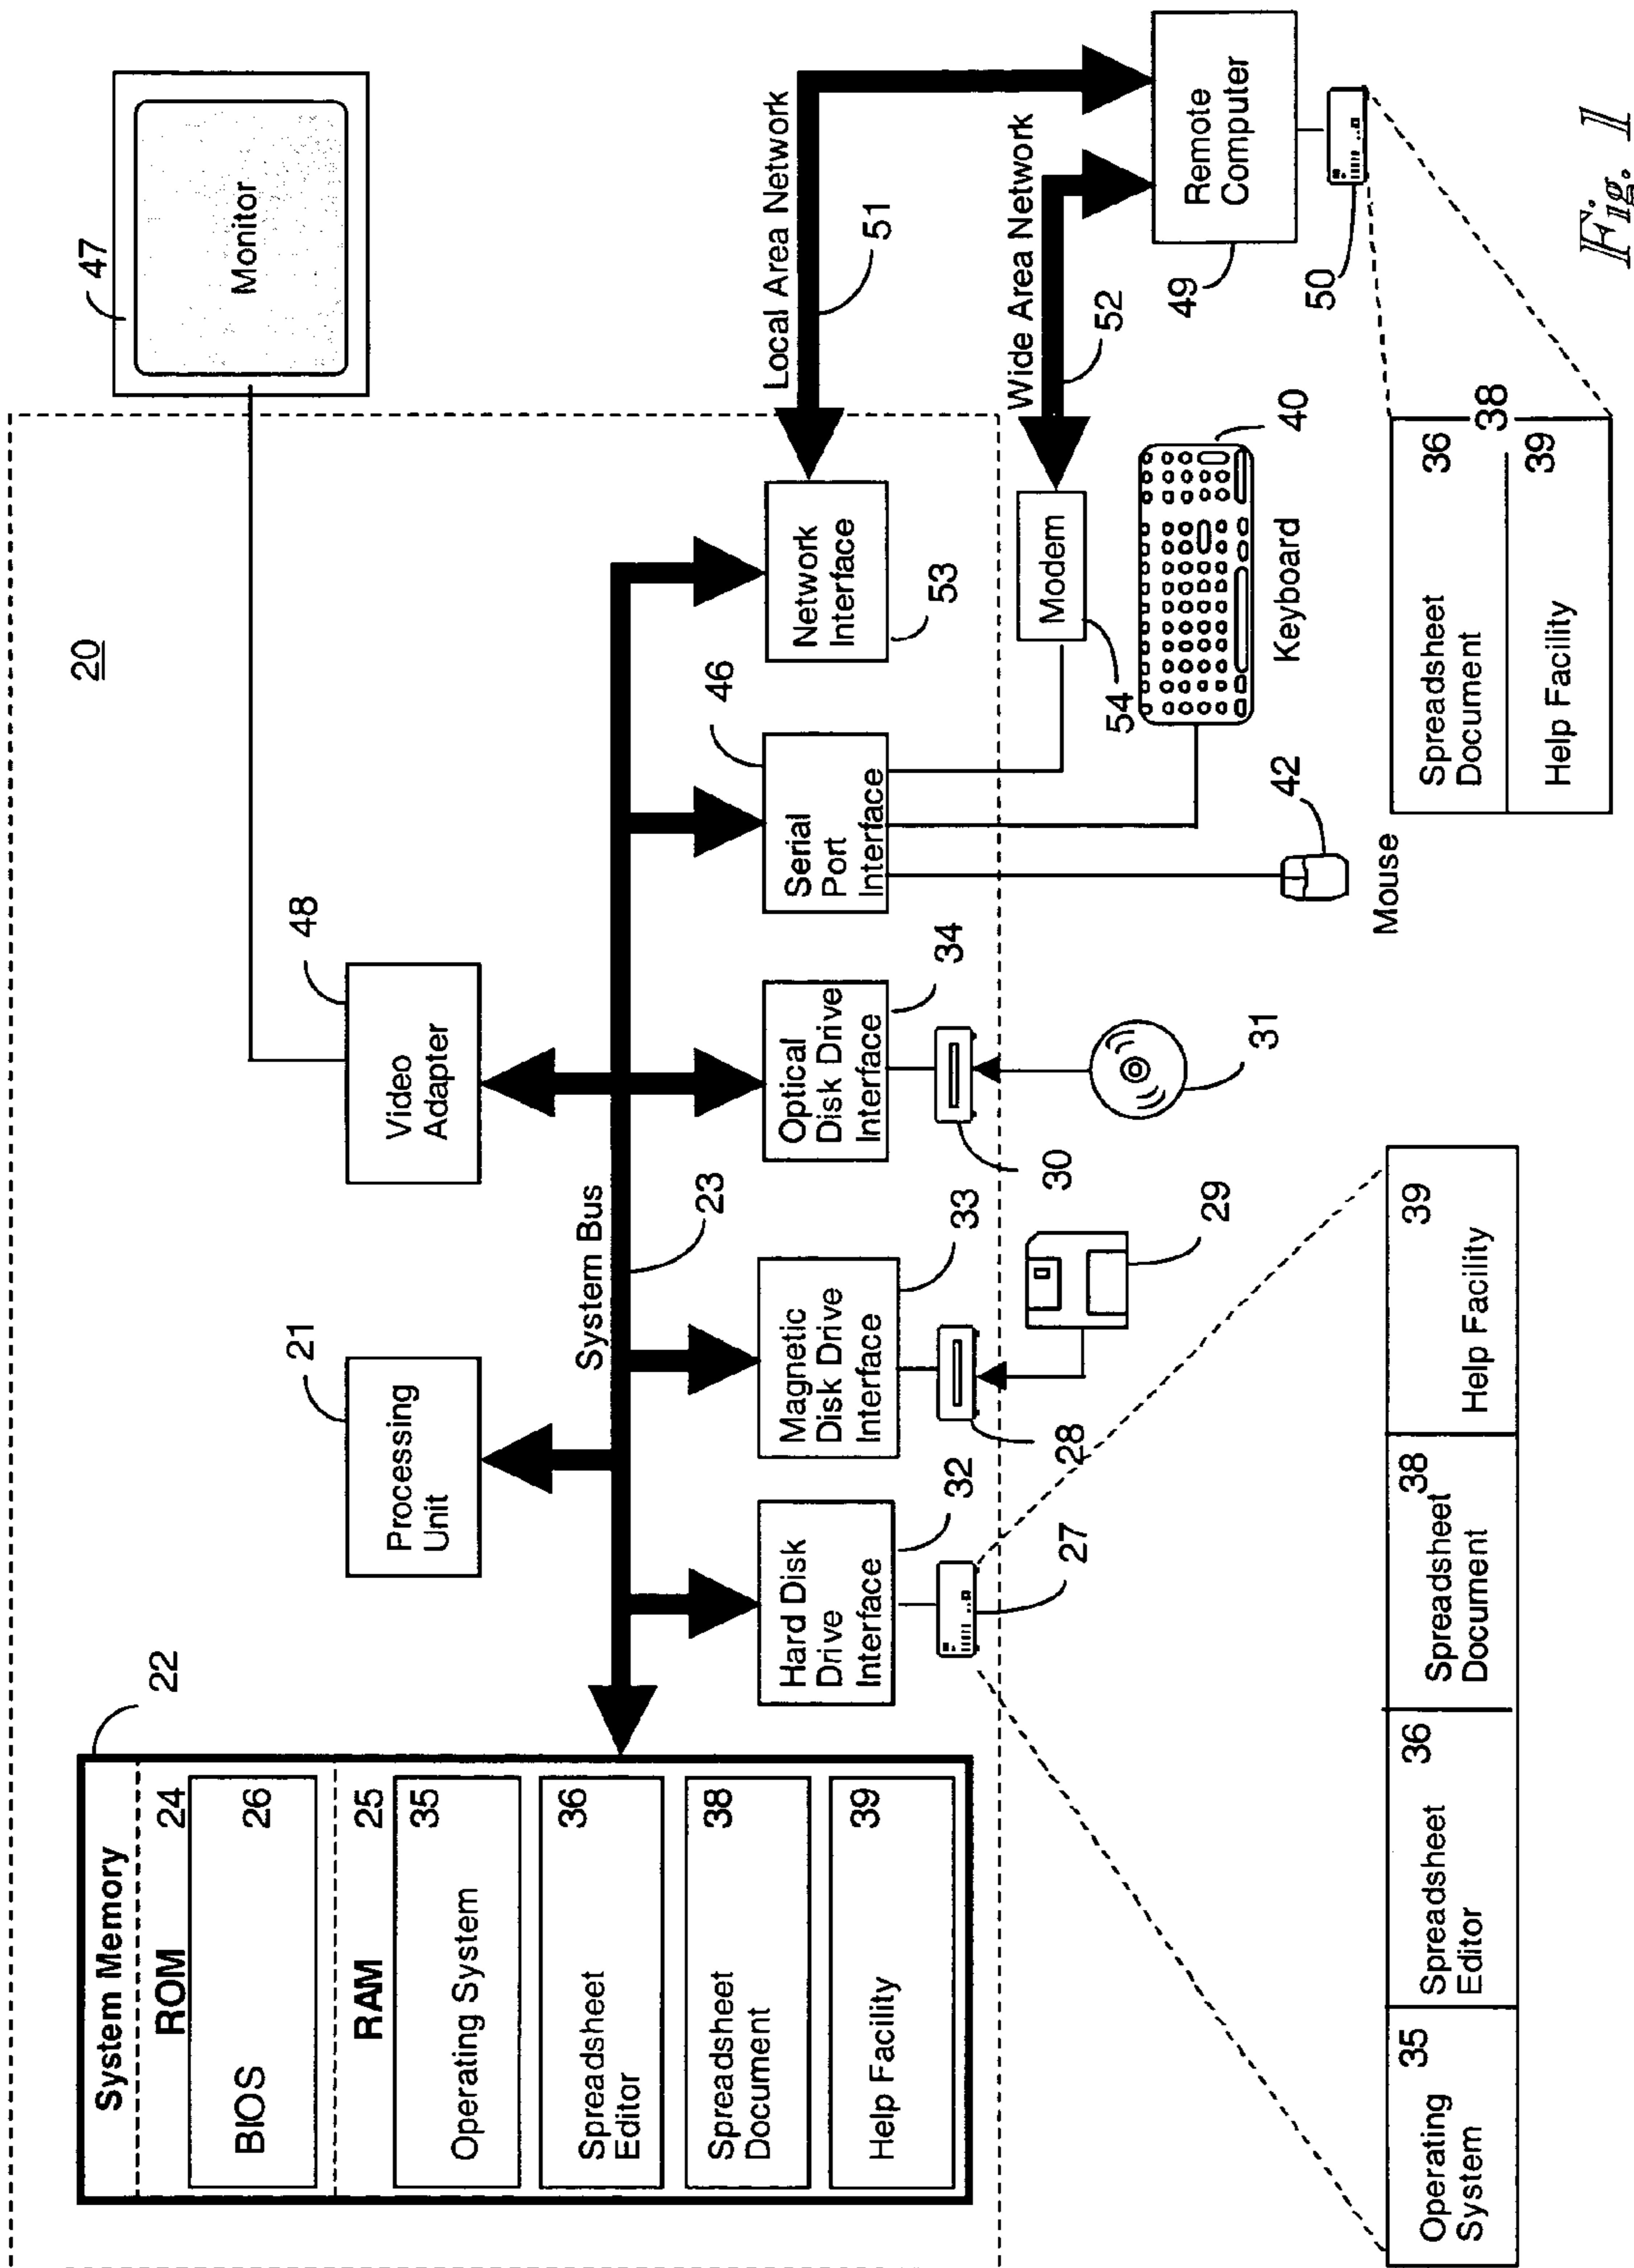 20
47
Monitor
System Memory
22
ROM
24
BIOS
26
RAM
25
Operating System
35
Spreadsheet
Editor
36
Spreadsheet
Document
38
Help Facility
39
21
Processing
Unit
48
Video
Adapter
System Bus
23
Hard Disk
Drive
Interface
32
Magnetic
Disk Drive
Interface
33
Optical
Disk Drive
Interface
34
Serial
Port
Interface
46
Network
Interface
53
Local Area Network
51
27
28
29
30
31
Modem
54
Wide Area Network
52
Keyboard
40
Mouse
42
Remote
Computer
49
50
Operating
System
35
Spreadsheet
Editor
36
Spreadsheet
Document
38
Help Facility
39
Spreadsheet
Document
36
38
Help Facility
39
Fig. 1